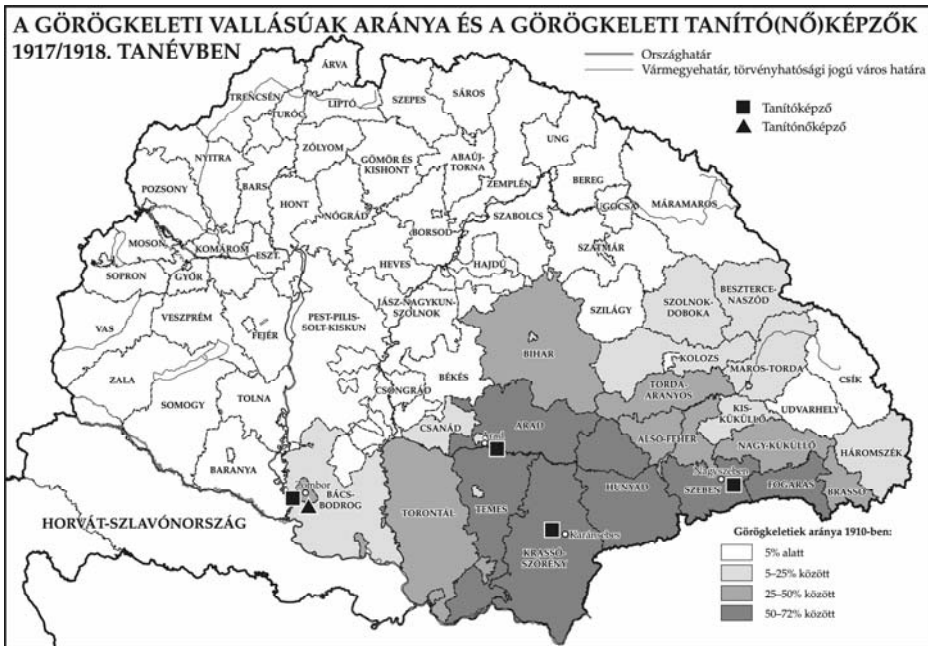 A GÖRÖGKELETI VALLÁSÚAK ARÁNYA ÉS A GÖRÖGKELETI TANÍTÓ(NŐ)KÉPZŐK
1917/1918. TANÉVBEN
Országhatár
Vármegyehatár, törvényhatósági jogú város határa
Tanítóképző
Tanítónőképző
ÁRVA
TRENCSÉN
LIPTÓ
TURÓC
SZEPES
SÁROS
UNG
ZÓLYOM
NYITRA
GÖMÖR ÉS
KISHONT
ABAÚJ-
TORNA
ZEMPLÉN
BEREG
POZSONY
BARS
HONT
NÓGRÁD
UGOCSA
MÁRAMAROS
SZABOLCS
BORSOD
MOSON
KOMÁROM
ESZT.
SZATMÁR
SOPRON
GYŐR
HEVES
HAJDÚ
BESZTERCE-
NASZÓD
SZOLNOK-
DOBOKA
SZILÁGY
JÁSZ-NAGYKUN-
SZOLNOK
VAS
VESZPRÉM
FEJÉR
PEST-PILIS-
SOLT-KISKUN
BIHAR
KOLOZS
MAROS-TORDA
CSÍK
ZALA
TORDA-
ARANYOS
CSONGRÁD
BÉKÉS
SOMOGY
TOLNA
UDVARHELY
KIS-
KÜKÜLLŐ
CSANÁD
ARAD
Arad
ALSÓ-FEHÉR
NAGY-KÜKÜLLŐ
HÁROMSZÉK
BARANYA
Zombor
BÁCS-
BODROG
TORONTÁL
TEMES
HUNYAD
Nagyszeben
SZEBEN
FOGARAS
BRASSÓ
HORVÁT-SZLAVÓNORSZÁG
Karánsebes
KRASSÓ-
SZÖRÉNY
Görögkeletiek aránya 1910-ben:
5% alatt
5–25% között
25–50% között
50–72% között